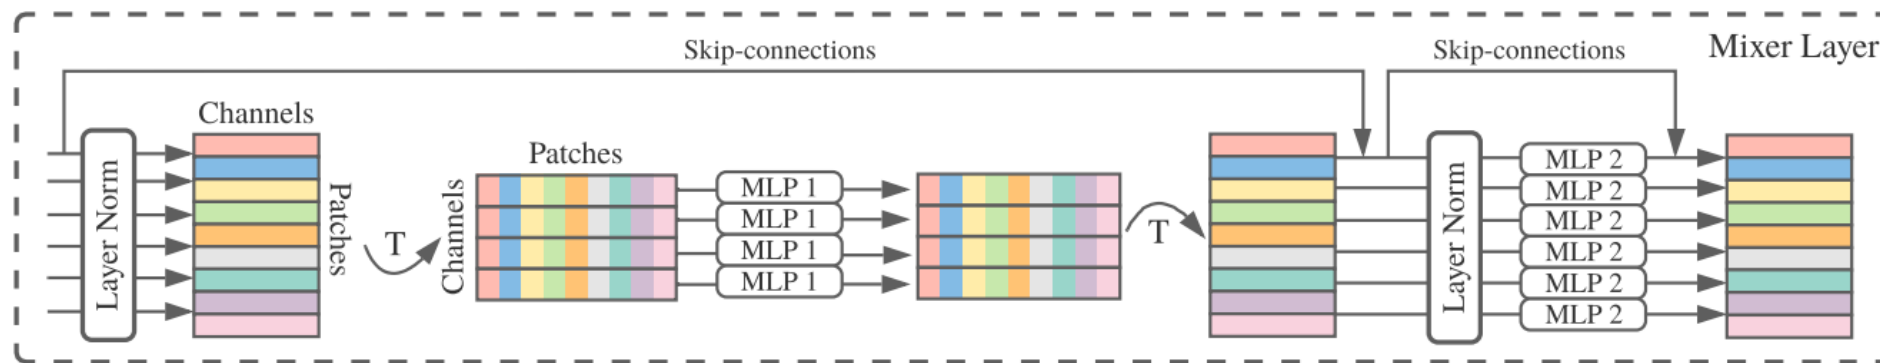 Skip-connections
Skip-connections
Mixer Layer
Channels
Layer Norm
Patches
T
Patches
Channels
MLP 1
MLP 1
MLP 1
MLP 1
T
Layer Norm
MLP 2
MLP 2
MLP 2
MLP 2
MLP 2
MLP 2